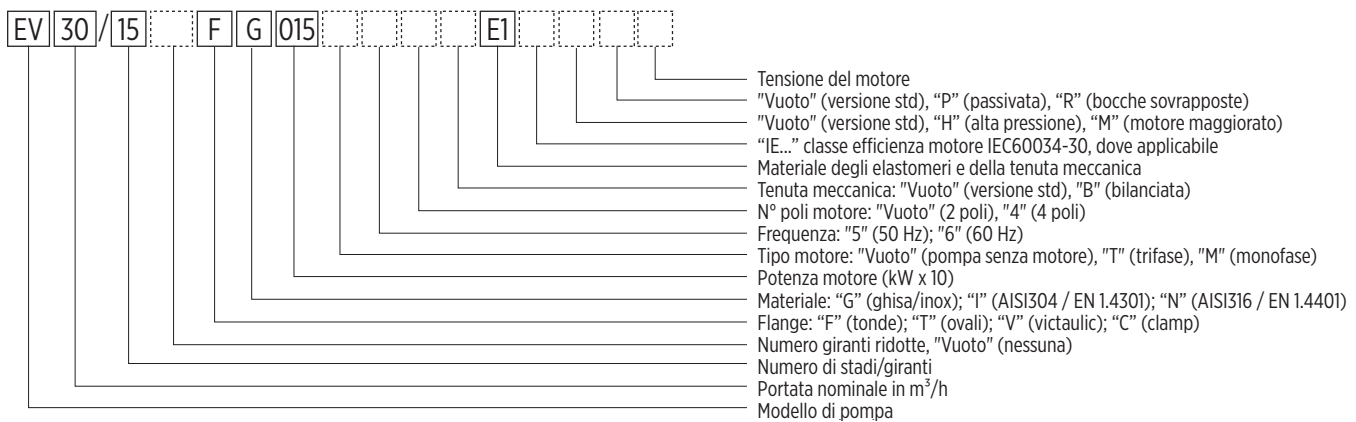 EV 30 / 15 F G 015 E1
Tensione del motore
"Vuoto" (versione std), “P” (passivata), “R” (bocche sovrapposte)
"Vuoto" (versione std), “H” (alta pressione), “M” (motore maggiorato)
“IE...” classe efficienza motore IEC60034-30, dove applicabile
Materiale degli elastomeri e della tenuta meccanica
Tenuta meccanica: "Vuoto" (versione std), "B" (bilanciata)
N° poli motore: "Vuoto" (2 poli), "4" (4 poli)
Frequenza: "5" (50 Hz); "6" (60 Hz)
Tipo motore: "Vuoto" (pompa senza motore), "T" (trifase), "M" (monofase)
Potenza motore (kW x 10)
Materiale: “G” (ghisa/inox); “I” (AISI304 / EN 1.4301); “N” (AISI316 / EN 1.4401)
Flange: “F” (tonde); “T” (ovali); “V” (victaulic); “C” (clamp)
Numero giranti ridotte, "Vuoto" (nessuna)
Numero di stadi/giranti
Portata nominale in m³/h
Modello di pompa